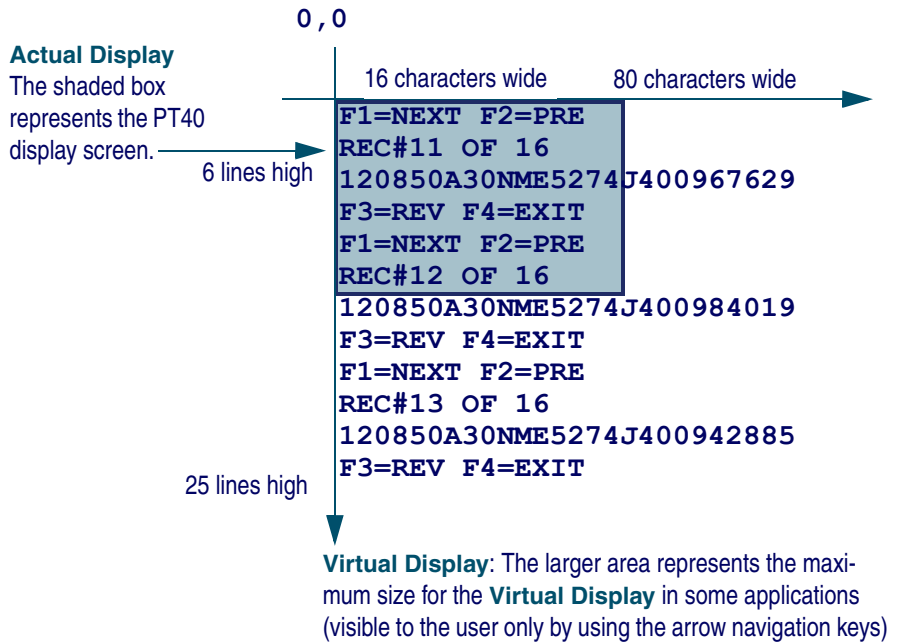 0,0
Actual Display
The shaded box
represents the PT40
display screen.
16 characters wide
80 characters wide
6 lines high
F1=NEXT F2=PRE
REC#11 OF 16
120850A30NME5274J400967629
F3=REV F4=EXIT
F1=NEXT F2=PRE
REC#12 OF 16
120850A30NME5274J400984019
F3=REV F4=EXIT
F1=NEXT F2=PRE
REC#13 OF 16
120850A30NME5274J400942885
F3=REV F4=EXIT
25 lines high
Virtual Display: The larger area represents the maxi-
mum size for the Virtual Display in some applications
(visible to the user only by using the arrow navigation keys)